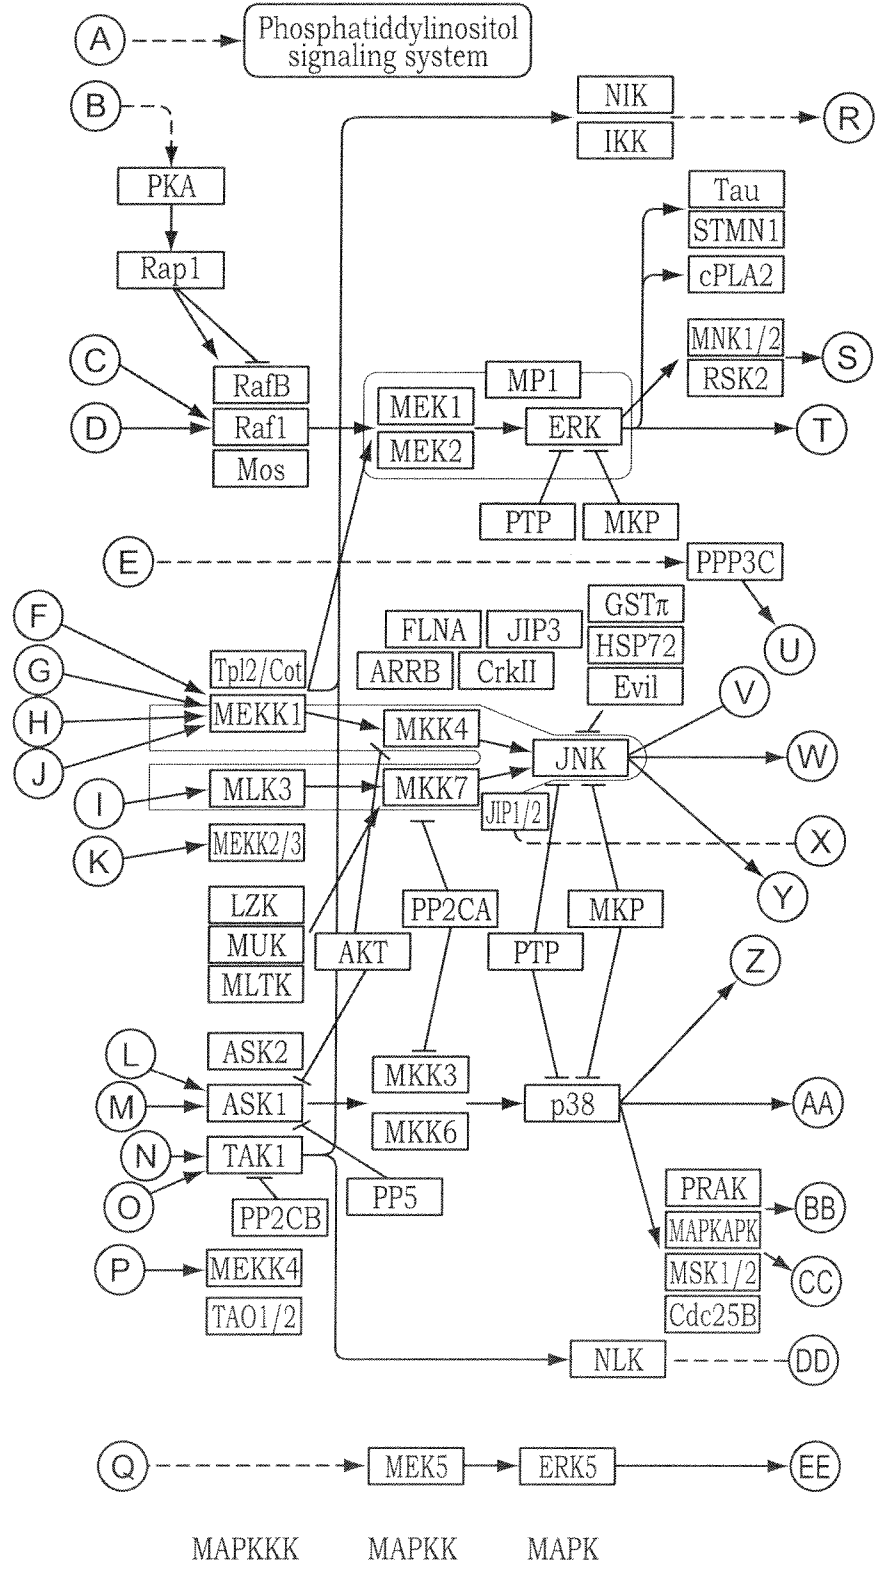 A
Phosphatiddylinositol
signaling system
B
NIK
IKK
R
PKA
Tau
STMN1
Rap1
cPLA2
C
MNK1/2
S
RSK2
MP1
RafB
MEK1
D
Raf1
ERK
T
MEK2
Mos
PTP
MKP
E
PPP3C
F
GSTπ
FLNA
JIP3
HSP72
U
G
Tpl2/Cot
ARRB
CrkII
Evil
V
H
MEKK1
MKK4
J
JNK
W
I
MLK3
MKK7
JIP1/2
K
MEKK2/3
X
LZK
PP2CA
MKP
Y
MUK
AKT
PTP
Z
MLTK
L
ASK2
MKK3
M
ASK1
p38
AA
MKK6
N
TAK1
O
PP2CB
PP5
PRAK
BB
MAPKAPK
P
MEKK4
MSK1/2
CC
TAO1/2
Cdc25B
NLK
DD
Q
MEK5
ERK5
EE
MAPKKK
MAPKK
MAPK